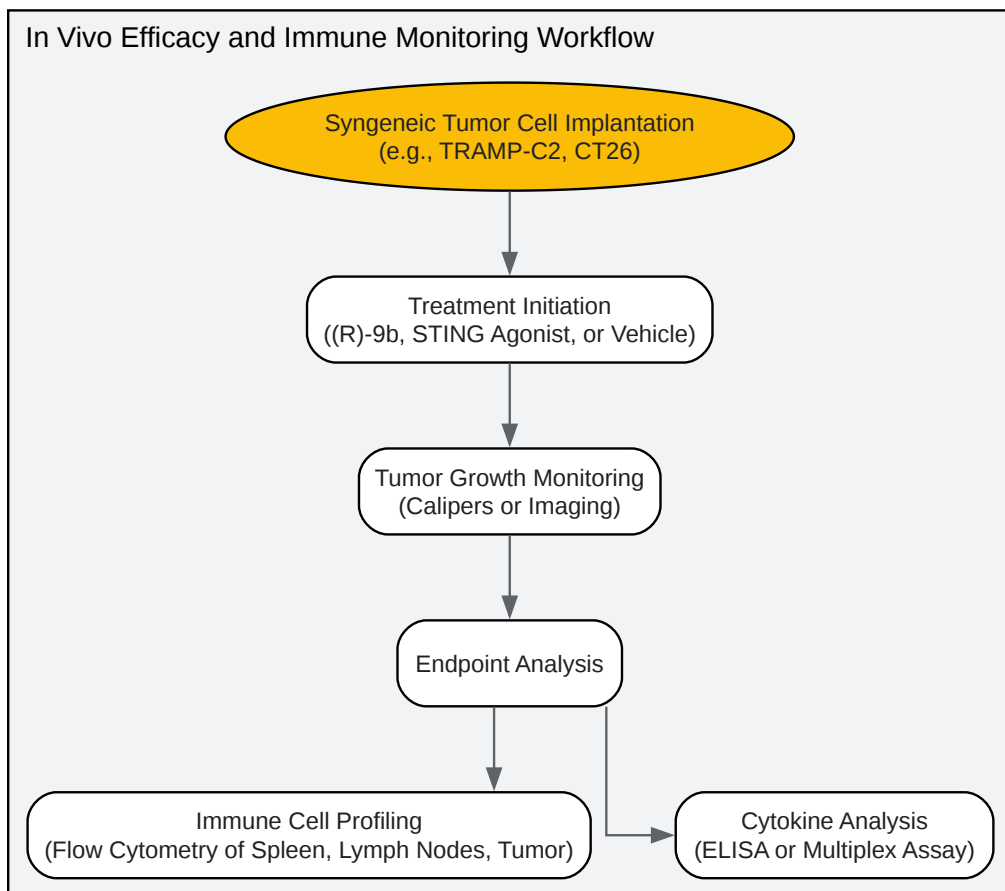 In Vivo Efficacy and Immune Monitoring Workflow
Syngeneic Tumor Cell Implantation
(e.g., TRAMP-C2, CT26)
Treatment Initiation
((R)-9b, STING Agonist, or Vehicle)
Tumor Growth Monitoring
(Calipers or Imaging)
Endpoint Analysis
Immune Cell Profiling
(Flow Cytometry of Spleen, Lymph Nodes, Tumor)
Cytokine Analysis
(ELISA or Multiplex Assay)